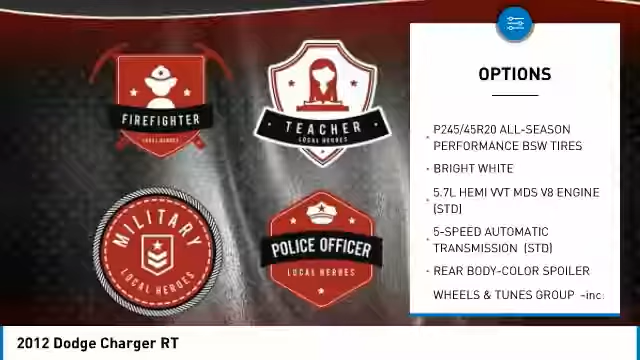 FIREFIGHTER
LOCAL HEROES
TEACHER
LOCAL HEROES
MILITARY
LOCAL HEROES
POLICE OFFICER
LOCAL HEROES
OPTIONS
P245/45R20 ALL-SEASON
PERFORMANCE BSW TIRES
BRIGHT WHITE
5.7L HEMI VVT MDS V8 ENGINE
(STD)
5-SPEED AUTOMATIC
TRANSMISSION (STD)
REAR BODY-COLOR SPOILER
WHEELS & TUNES GROUP -inc:
2012 Dodge Charger RT